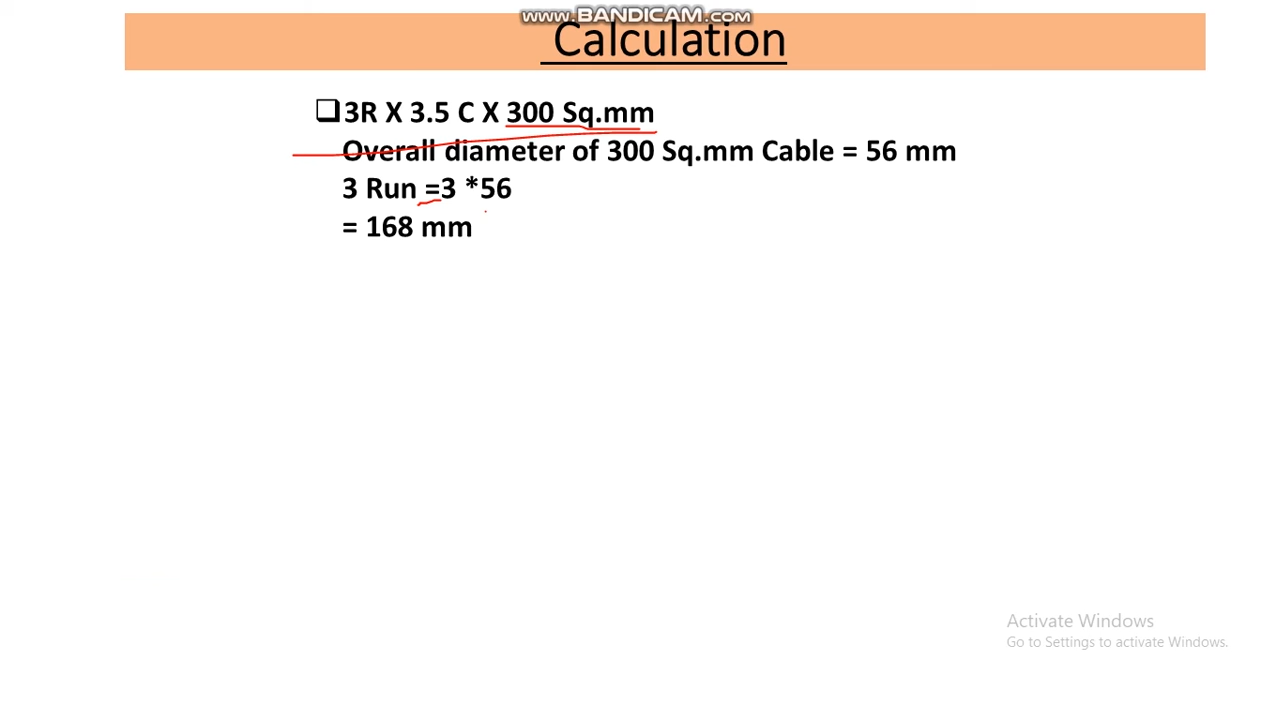 www.BANDICAM.com
Calculation
3R X 3.5 C X 300 Sq.mm
Overall diameter of 300 Sq.mm Cable = 56 mm
3 Run =3 *56
= 168 mm
Activate Windows
Go to Settings to activate Windows.